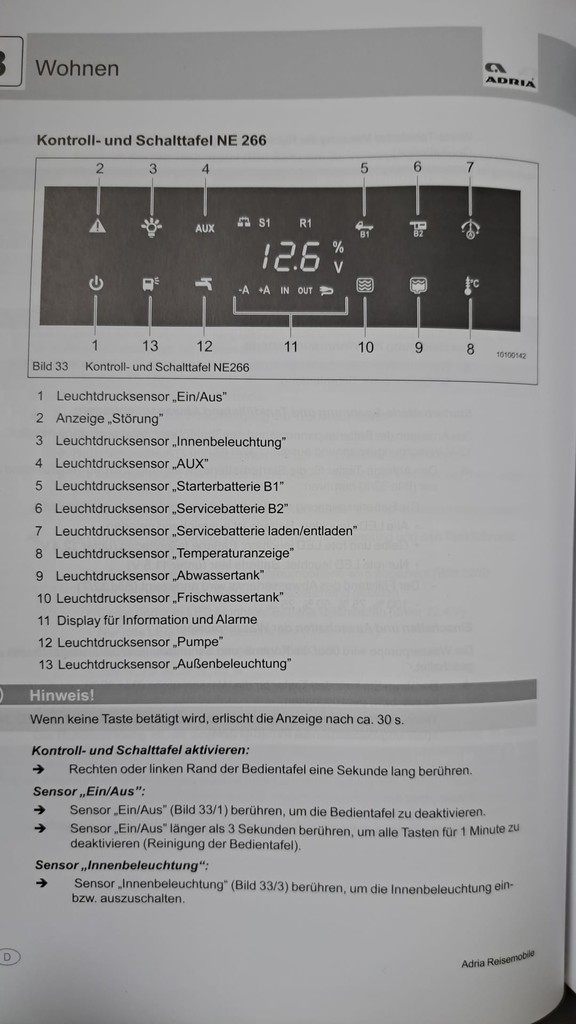 3 Wohnen
ADRIA
Kontroll- und Schalttafel NE 266
2 3 4 5 6 7
AUX S1 R1 B1 B2
12.6 % V
-A +A IN OUT °C
1 13 12 11 10 9 8
10100142
Bild 33 Kontroll- und Schalttafel NE266
1 Leuchtdrucksensor „Ein/Aus”
2 Anzeige „Störung”
3 Leuchtdrucksensor „Innenbeleuchtung”
4 Leuchtdrucksensor „AUX”
5 Leuchtdrucksensor „Starterbatterie B1”
6 Leuchtdrucksensor „Servicebatterie B2”
7 Leuchtdrucksensor „Servicebatterie laden/entladen”
8 Leuchtdrucksensor „Temperaturanzeige”
9 Leuchtdrucksensor „Abwassertank”
10 Leuchtdrucksensor „Frischwassertank”
11 Display für Information und Alarme
12 Leuchtdrucksensor „Pumpe”
13 Leuchtdrucksensor „Außenbeleuchtung”
Hinweis!
Wenn keine Taste betätigt wird, erlischt die Anzeige nach ca. 30 s.
Kontroll- und Schalttafel aktivieren:
➔ Rechten oder linken Rand der Bedientafel eine Sekunde lang berühren.
Sensor „Ein/Aus”:
➔ Sensor „Ein/Aus” (Bild 33/1) berühren, um die Bedientafel zu deaktivieren.
➔ Sensor „Ein/Aus” länger als 3 Sekunden berühren, um alle Tasten für 1 Minute zu
deaktivieren (Reinigung der Bedientafel).
Sensor „Innenbeleuchtung“:
➔ Sensor „Innenbeleuchtung“ (Bild 33/3) berühren, um die Innenbeleuchtung ein-
bzw. auszuschalten.
D
Adria Reisemobile